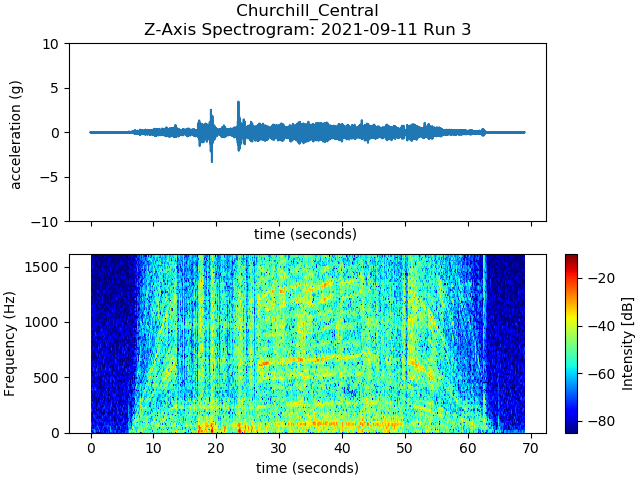 Churchill_Central
Z-Axis Spectrogram: 2021-09-11 Run 3
10
5
0
−5
−10
acceleration (g)
time (seconds)
1500
1000
500
0
Frequency (Hz)
0 10 20 30 40 50 60 70
time (seconds)
−20
−40
−60
−80
Intensity [dB]